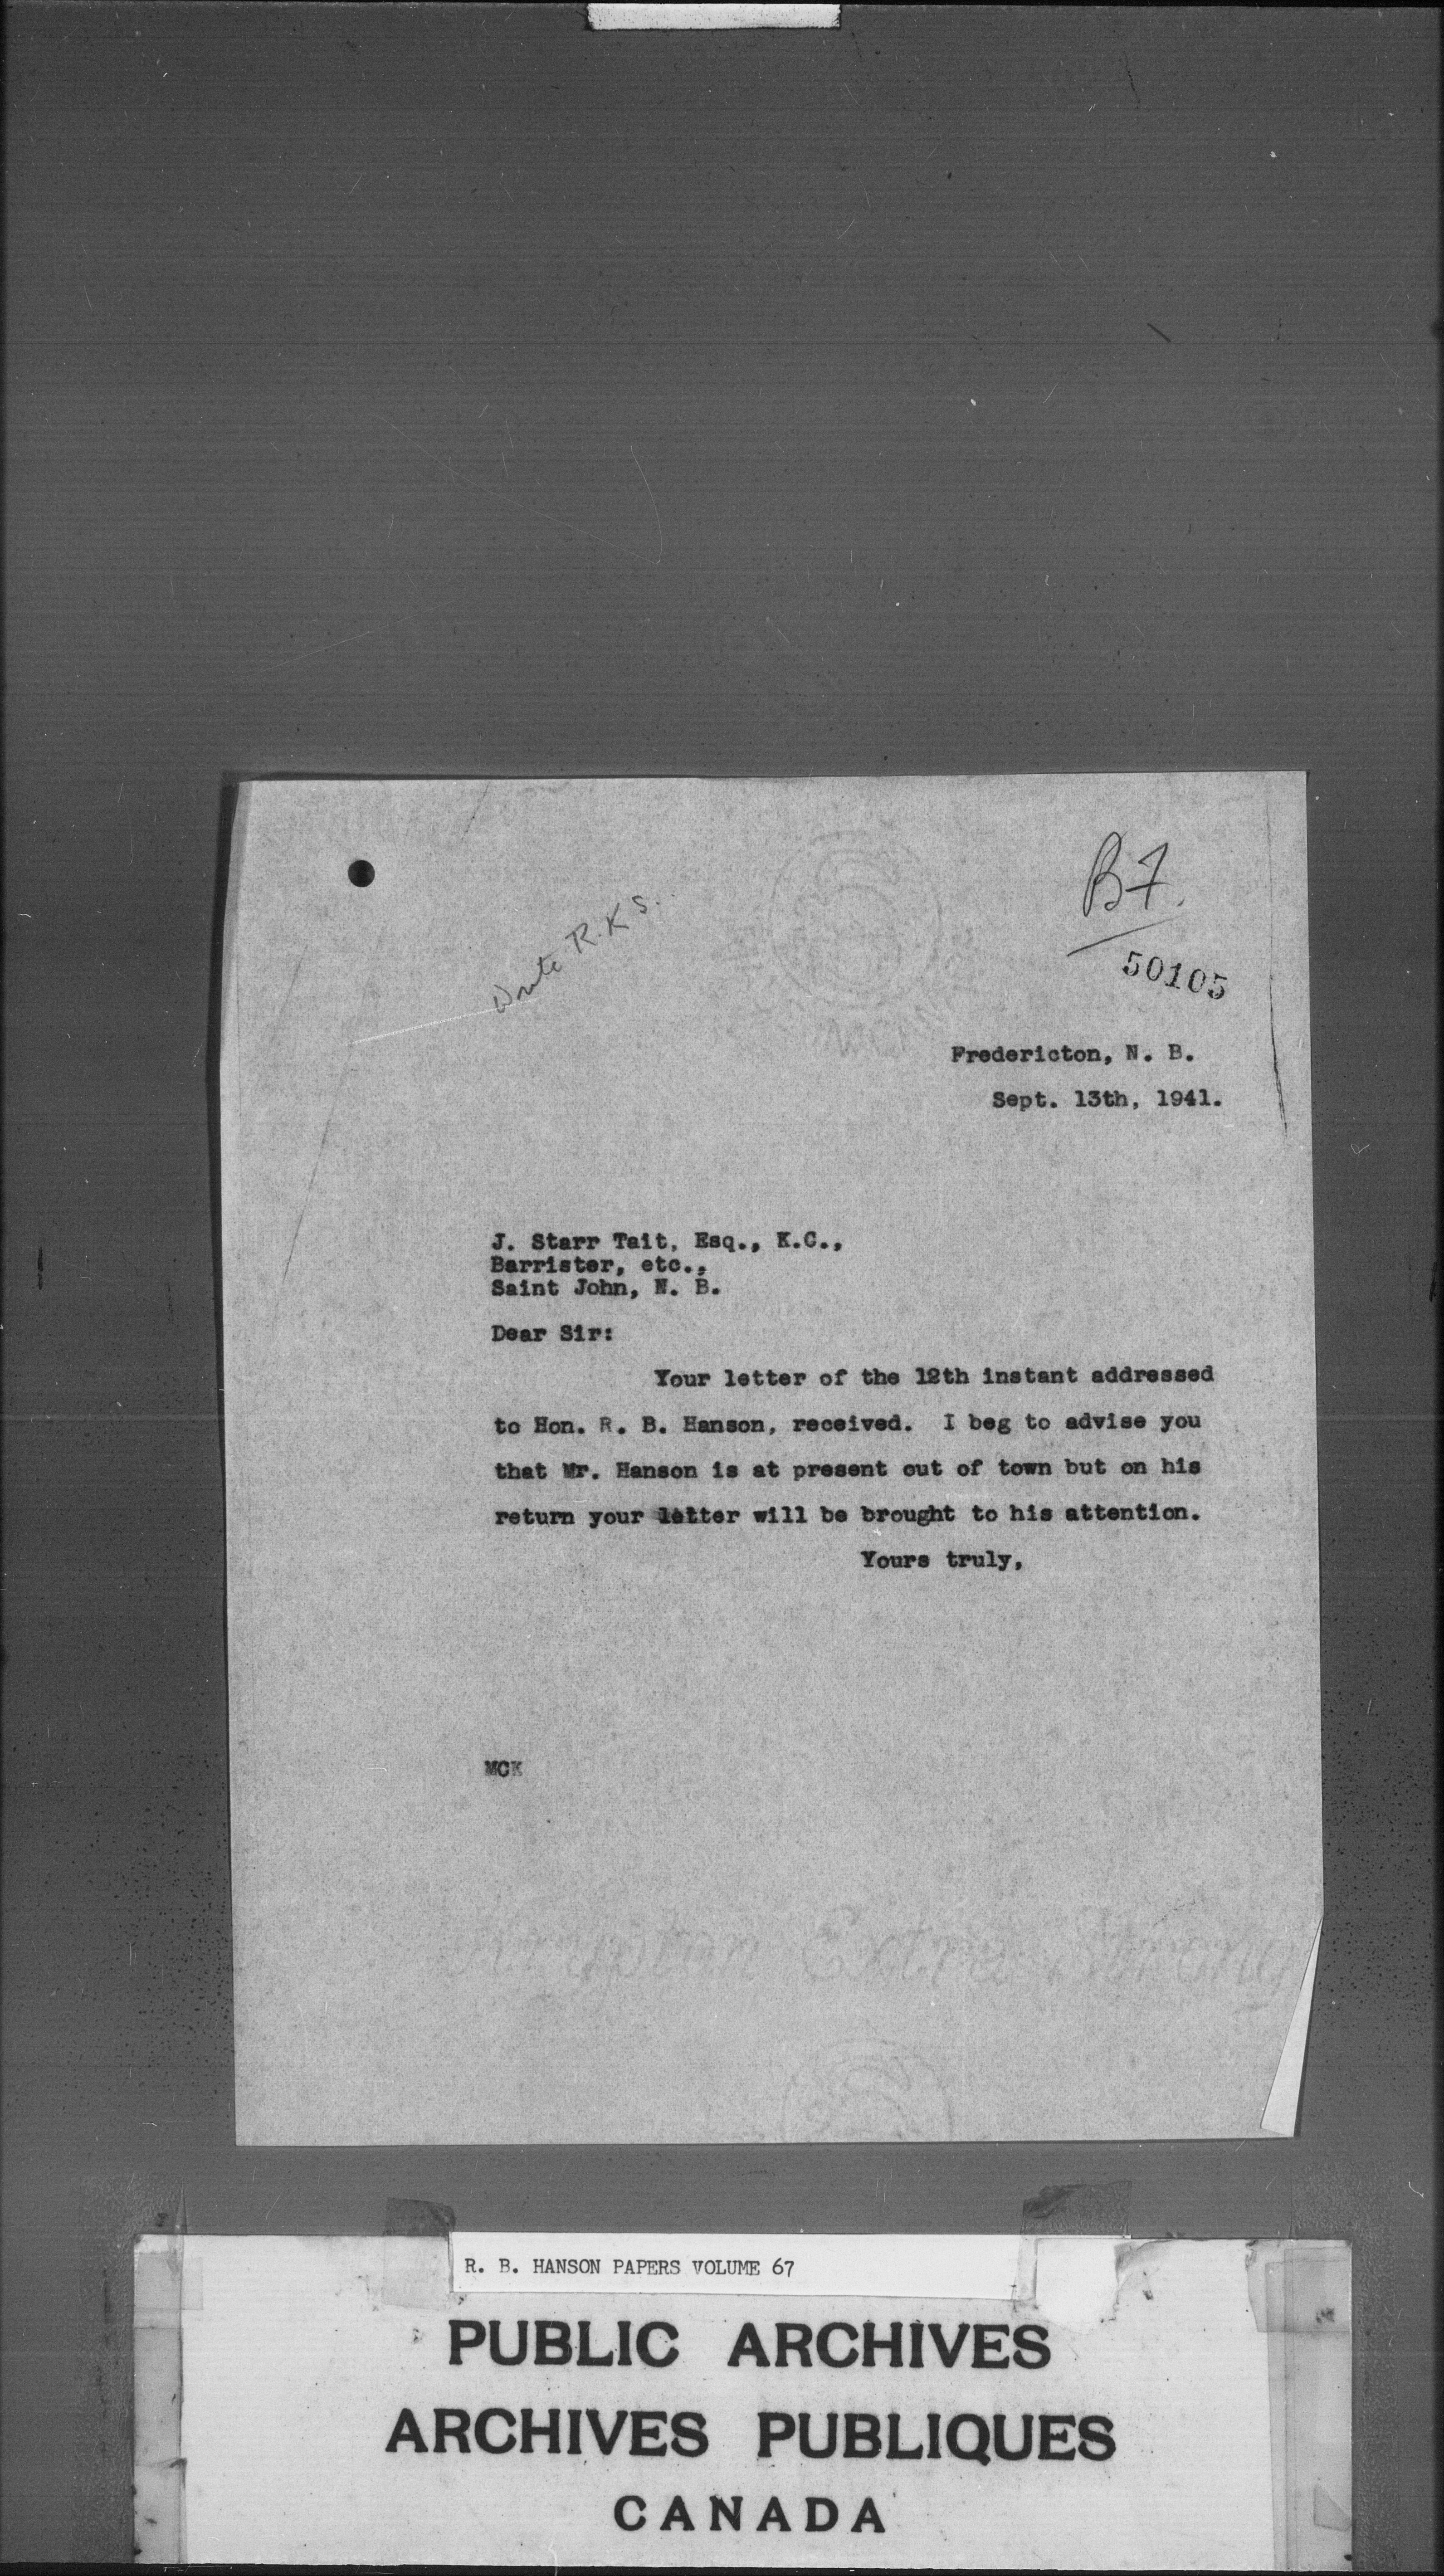 B7.
Wrote R.K S.
50105
Fredericton, N. B.
Sept. 13th, 1941.
J. Starr Tait, Esq., K.C.,
Barrister, etc.,
Saint John, N. B.
Dear Sir:
Your letter of the 12th instant addressed
to Hon. R. B. Hanson, received. I beg to advise you
that Mr. Hanson is at present out of town but on his
return your letter will be brought to his attention.
Yours truly,
MCK
Extra Strong
R. B. HANSON PAPERS VOLUME 67
PUBLIC ARCHIVES
ARCHIVES PUBLIQUES
CANADA